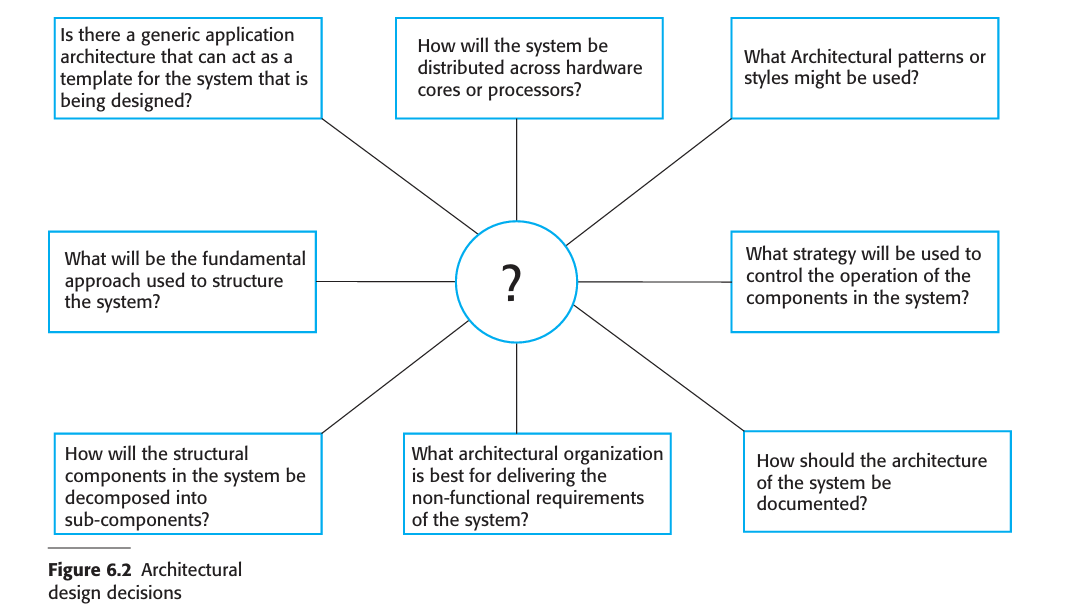 Is there a generic application
architecture that can act as a
template for the system that is
being designed?
How will the system be
distributed across hardware
cores or processors?
What Architectural patterns or
styles might be used?
What will be the fundamental
approach used to structure
the system?
?
What strategy will be used to
control the operation of the
components in the system?
How will the structural
components in the system be
decomposed into
sub-components?
What architectural organization
is best for delivering the
non-functional requirements
of the system?
How should the architecture
of the system be
documented?
Figure 6.2 Architectural
design decisions